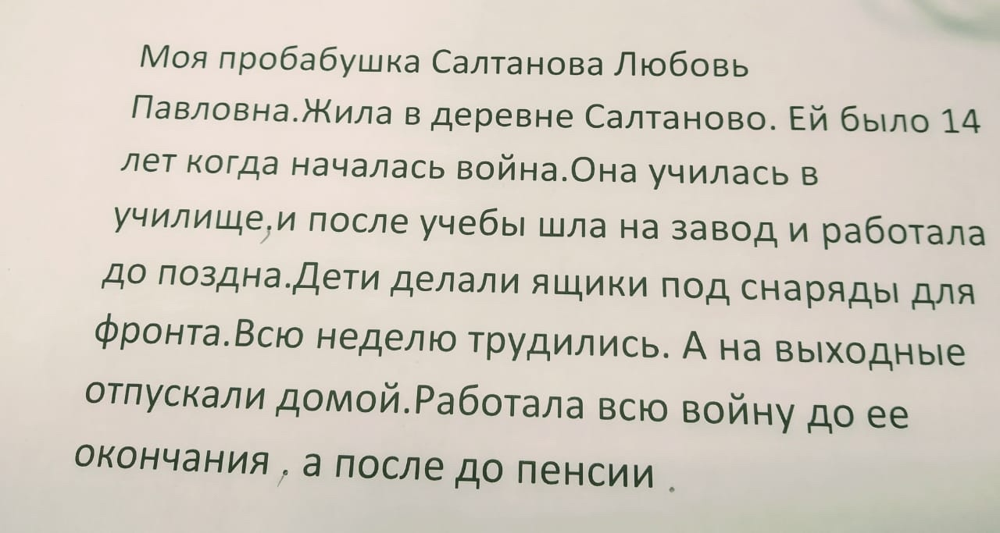 Моя пробабушка Салтанова Любовь
Павловна.Жила в деревне Салтаново. Ей было 14
лет когда началась война.Она училась в
училище,и после учебы шла на завод и работала
до поздна.Дети делали ящики под снаряды для
фронта.Всю неделю трудились. А на выходные
отпускали домой.Работала всю войну до ее
окончания , а после до пенсии .